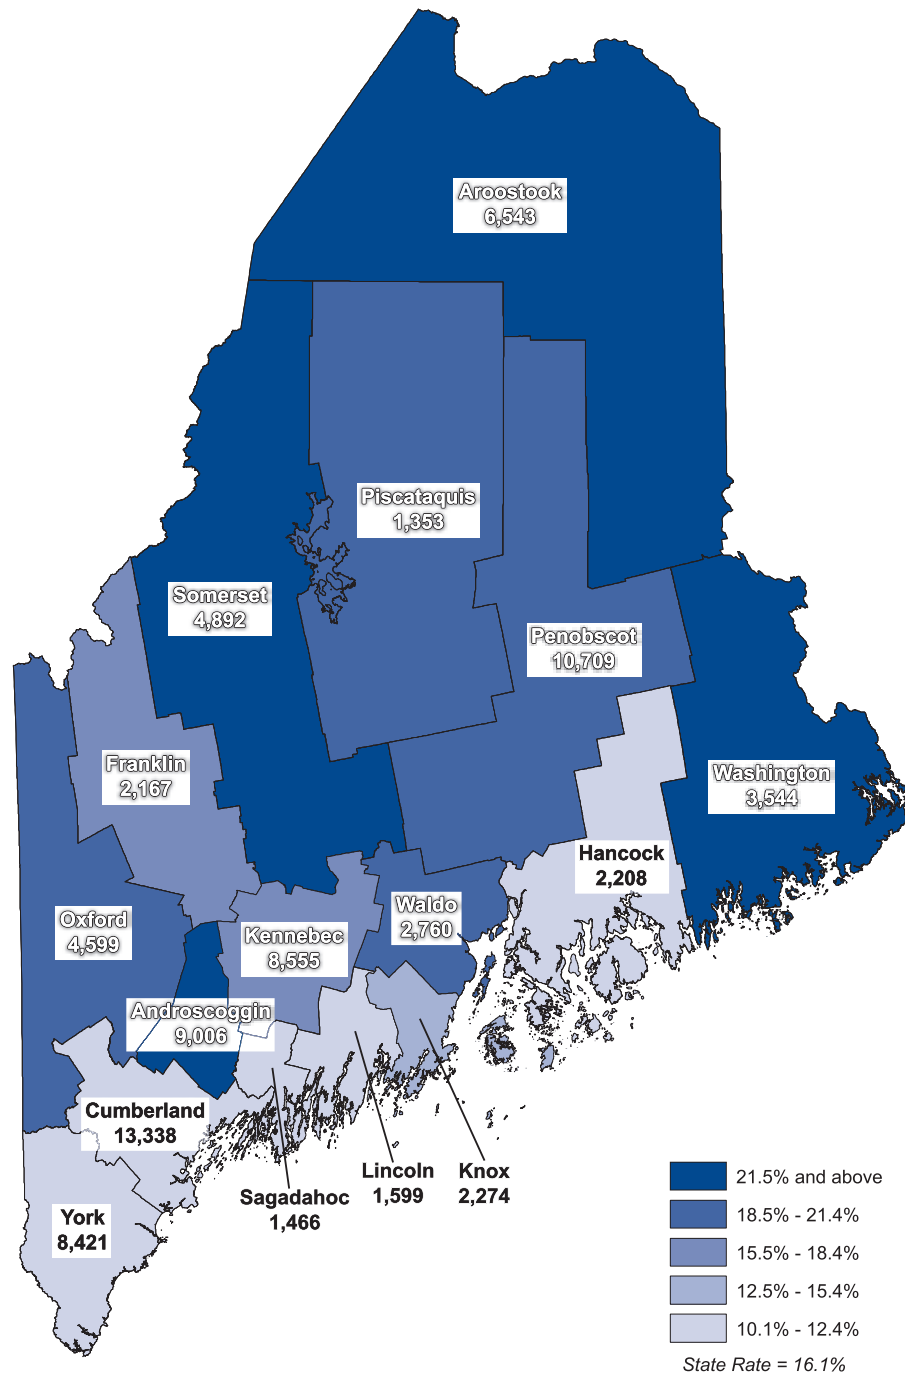 Aroostook
6,543
Piscataquis
1,353
Somerset
4,892
Penobscot
10,709
Franklin
2,167
Washington
3,544
Hancock
2,208
Oxford
4,599
Waldo
2,760
Kennebec
8,555
Androscoggin
9,006
Cumberland
13,338
Lincoln
1,599
Knox
2,274
Sagadahoc
1,466
York
8,421
21.5% and above
18.5% - 21.4%
15.5% - 18.4%
12.5% - 15.4%
10.1% - 12.4%
State Rate = 16.1%